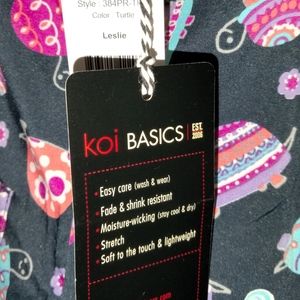 Style : 384PR-
Color : Turtle
Leslie
koi BASICS EST. 2006
• Easy care (wash & wear)
• Fade & shrink resistant
• Moisture-wicking (stay cool & dry)
• Stretch
• Soft to the touch & lightweight